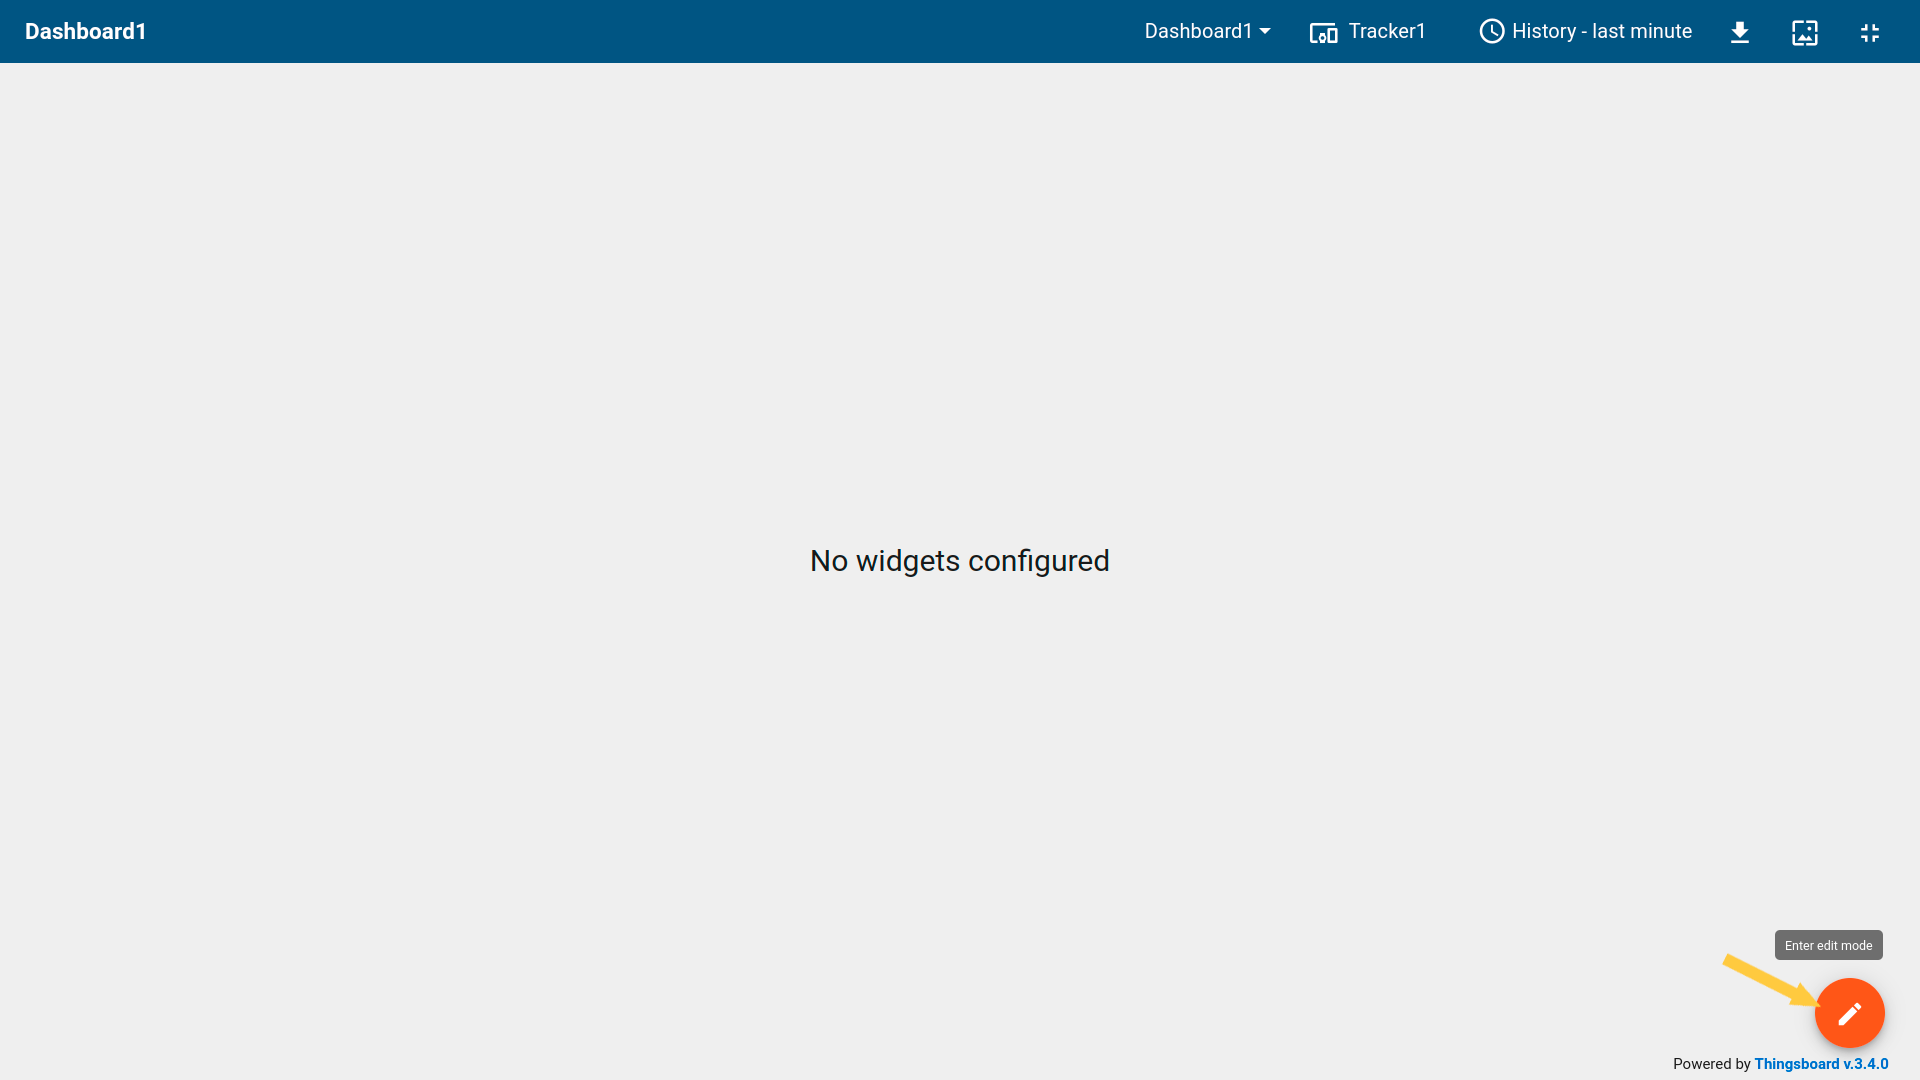 Dashboard1
Dashboard1 Tracker1 History - last minute
No widgets configured
Enter edit mode
Powered by Thingsboard v.3.4.0